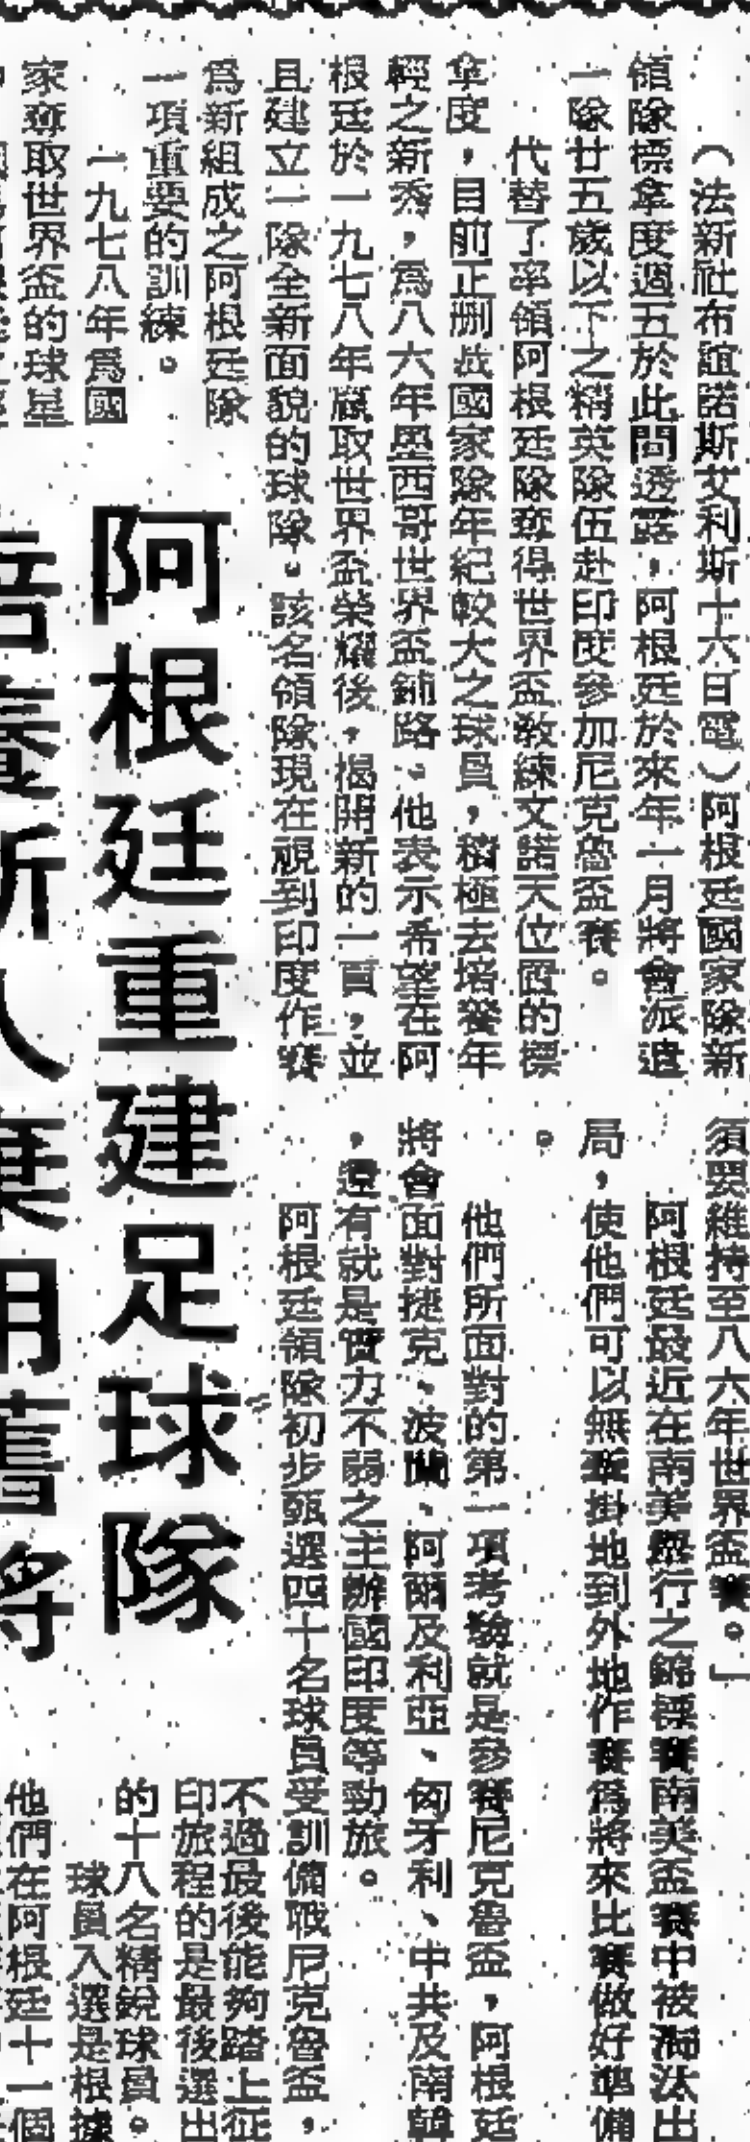 （法新社布誼諾斯艾利斯十六日電）阿根廷國家隊新
領隊標拿度週五於此間透露，阿根廷於來年一月將會派遣
一隊廿五歲以下之精英隊伍赴印度參加尼克魯盃賽。
代替了率領阿根廷隊奪得世界盃教練文諾天位置的標
拿度，目前正删減國家隊年紀較大之球員，積極去培養年
輕之新秀，為八六年墨西哥世界盃鋪路。他表示希望在阿
根廷於一九七八年贏取世界盃榮耀後，揭開新的一頁，並
且建立一隊全新面貌的球隊。該名領隊現在視到印度作賽
為新組成之阿根廷隊
一項重要的訓練。
一九七八年為國
家奪取世界盃的球星
阿根廷重建足球隊
培養新人棄用舊將
須要維持至八六年世界盃賽。」
阿根廷最近在南美舉行之錦標賽南美盃賽中被淘汰出
局，使他們可以無牽掛地到外地作賽為將來比賽做好準備
。
他們所面對的第一項考驗就是參賽尼克魯盃，阿根廷
將會面對捷克、波蘭、阿爾及利亞、匈牙利、中共及南韓
，還有就是實力不弱之主辦國印度等勁旅。
阿根廷領隊初步甄選四十名球員受訓備戰尼克魯盃，
不過最後能夠踏上征
印旅程的是最後選出
的十八名精銳球員。
球員入選是根據
他們在阿根廷十一個